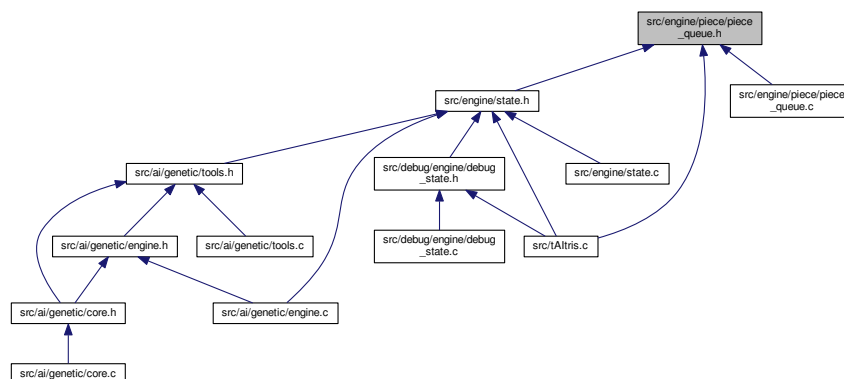 src/engine/piece/piece
_queue.h
src/engine/state.h
src/engine/piece/piece
_queue.c
src/ai/genetic/tools.h
src/debug/engine/debug
_state.h
src/engine/state.c
src/ai/genetic/engine.h
src/ai/genetic/tools.c
src/debug/engine/debug
_state.c
src/tAItris.c
src/ai/genetic/core.h
src/ai/genetic/engine.c
src/ai/genetic/core.c